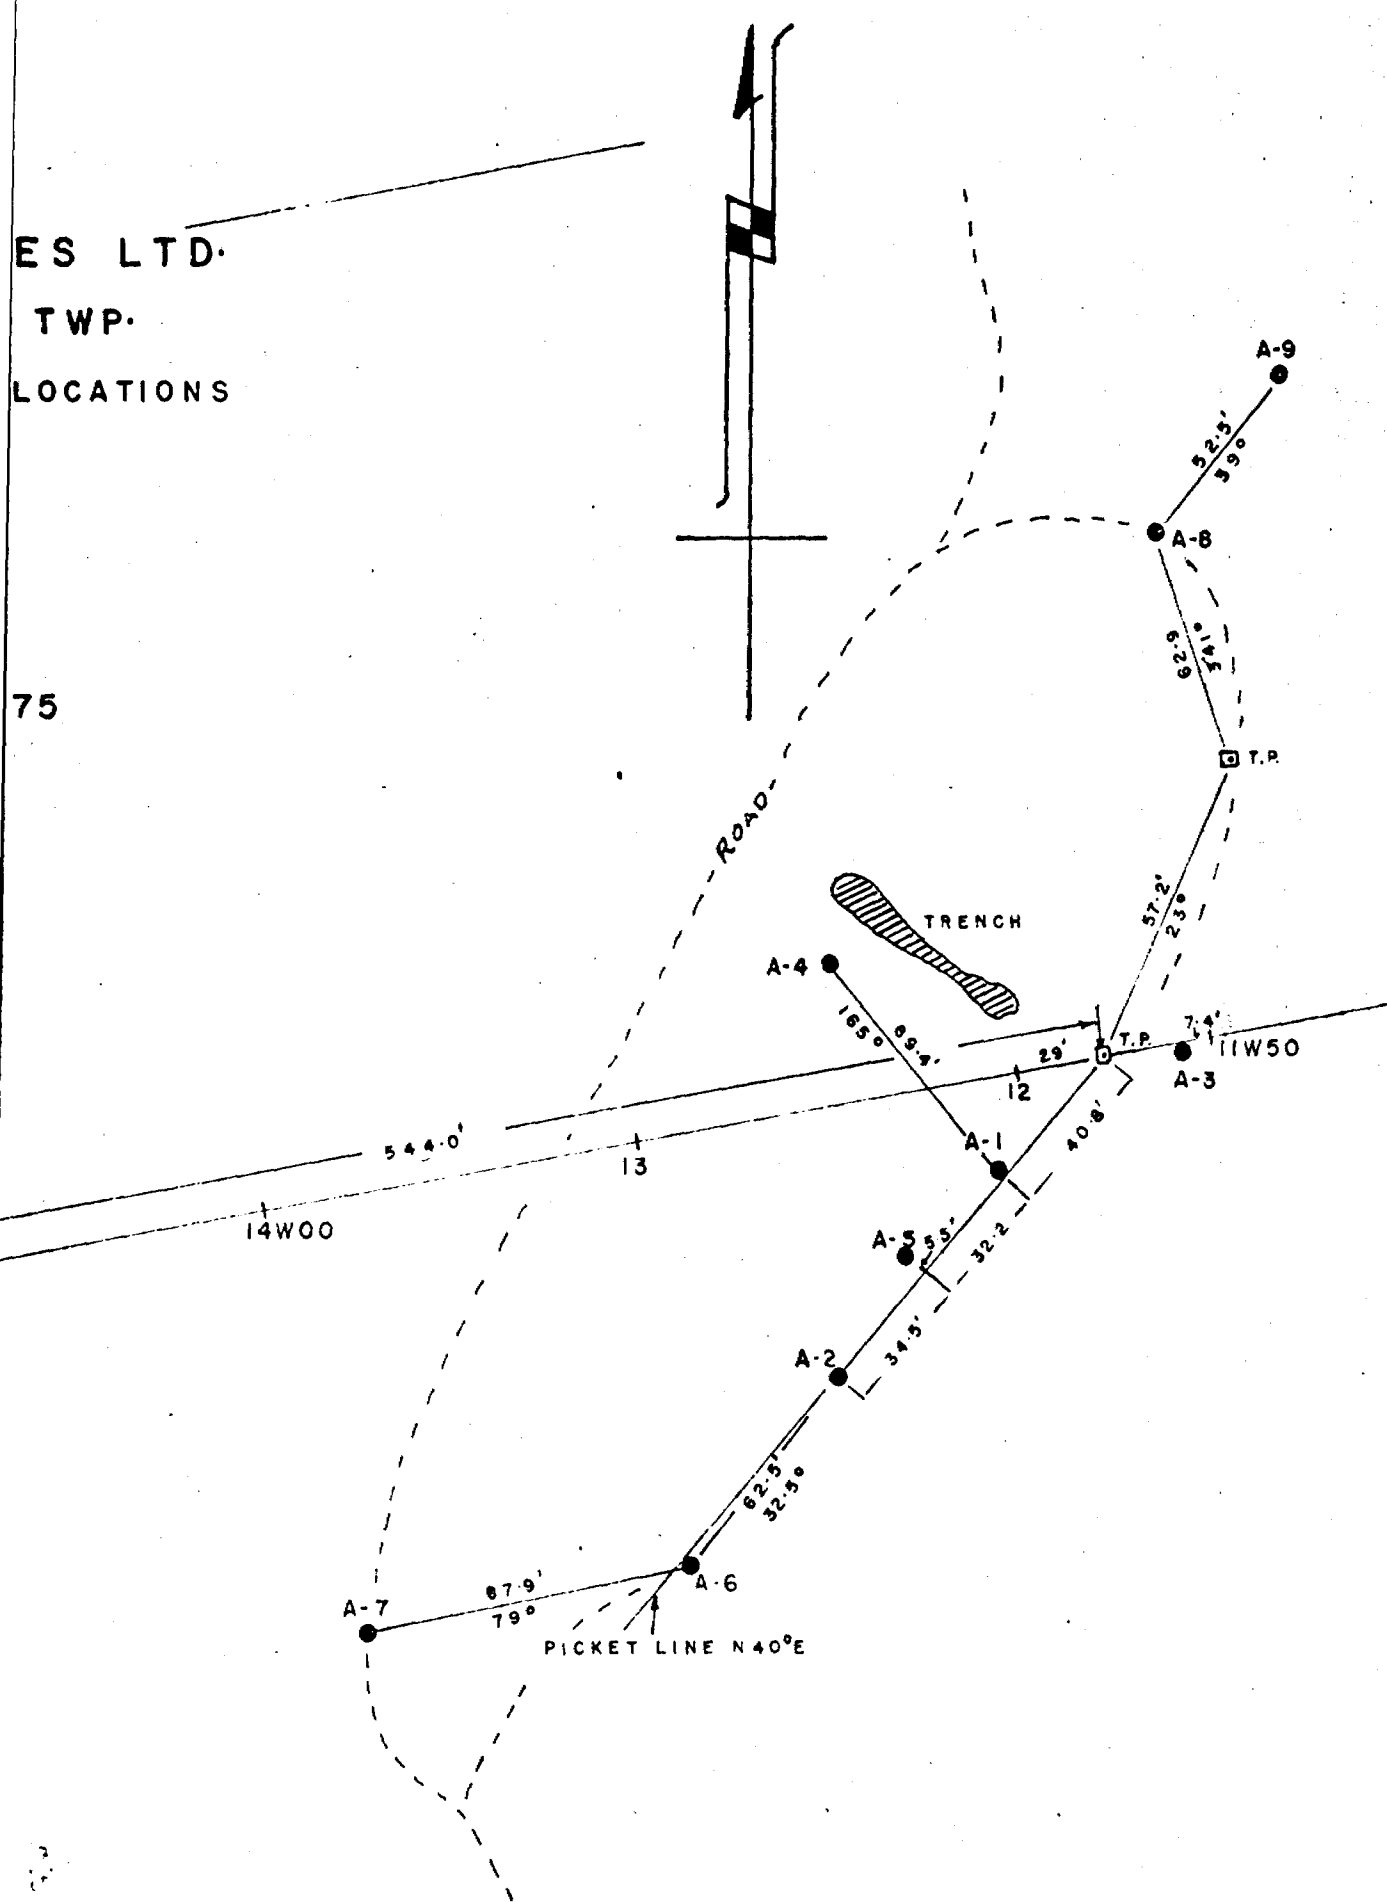 ES LTD.
TWP.
LOCATIONS
75
A-9
52.5'
39°
A-8
62.9
341°
T.P.
ROAD
57.2'
23°
TRENCH
A-4
165°
89.4'
29'
T.P.
7.4'
11W50
A-3
12
40.8'
A-1
544.0'
13
14W00
A-5
5.5'
32.2
34.5'
A-2
62.5'
32.5°
A-6
87.9'
79°
A-7
PICKET LINE N40°E